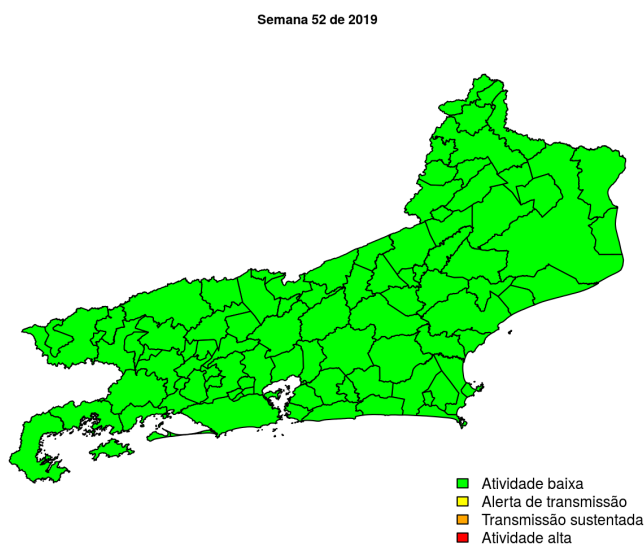 Semana 52 de 2019
Atividade baixa
Alerta de transmissão
Transmissão sustentada
Atividade alta